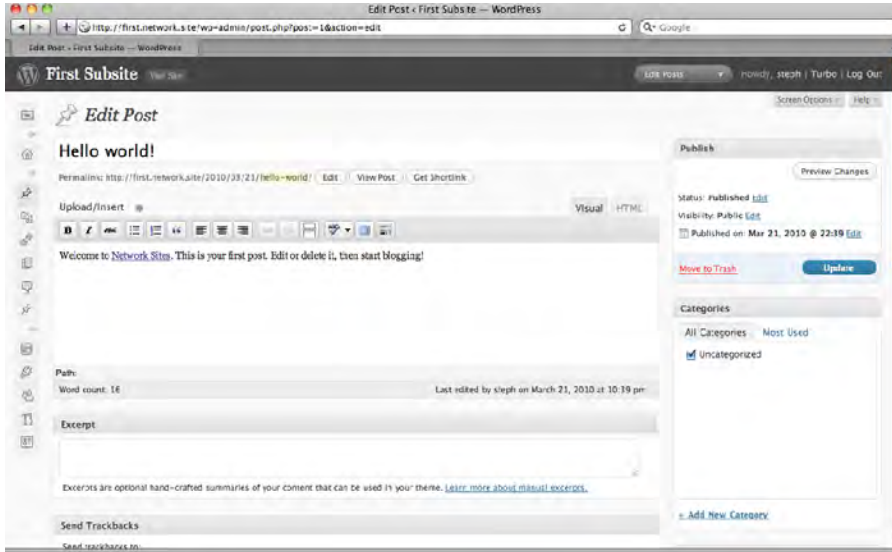 Edit Post ‹ First Subsite — WordPress
http://first.network.site/wp-admin/post.php?post=1&action=edit
Google
Edit Post ‹ First Subsite — WordPress
First Subsite Visit Site
Edit Posts howdy, steph | Turbo | Log Out
Screen Options Help
Edit Post
Hello world!
Permalink: http://first.network.site/2010/03/21/hello-world/ Edit View Post Get Shortlink
Upload/Insert
Visual HTML
B I ABC
Welcome to Network Sites. This is your first post. Edit or delete it, then start blogging!
Path:
Word count: 16 Last edited by steph on March 21, 2010 at 10:39 pm
Excerpt
Excerpts are optional hand-crafted summaries of your content that can be used in your theme. Learn more about manual excerpts.
Send Trackbacks
Send trackbacks to:
Publish
Preview Changes
Status: Published Edit
Visibility: Public Edit
Published on: Mar 21, 2010 @ 22:39 Edit
Move to Trash Update
Categories
All Categories Most Used
Uncategorized
+ Add New Category